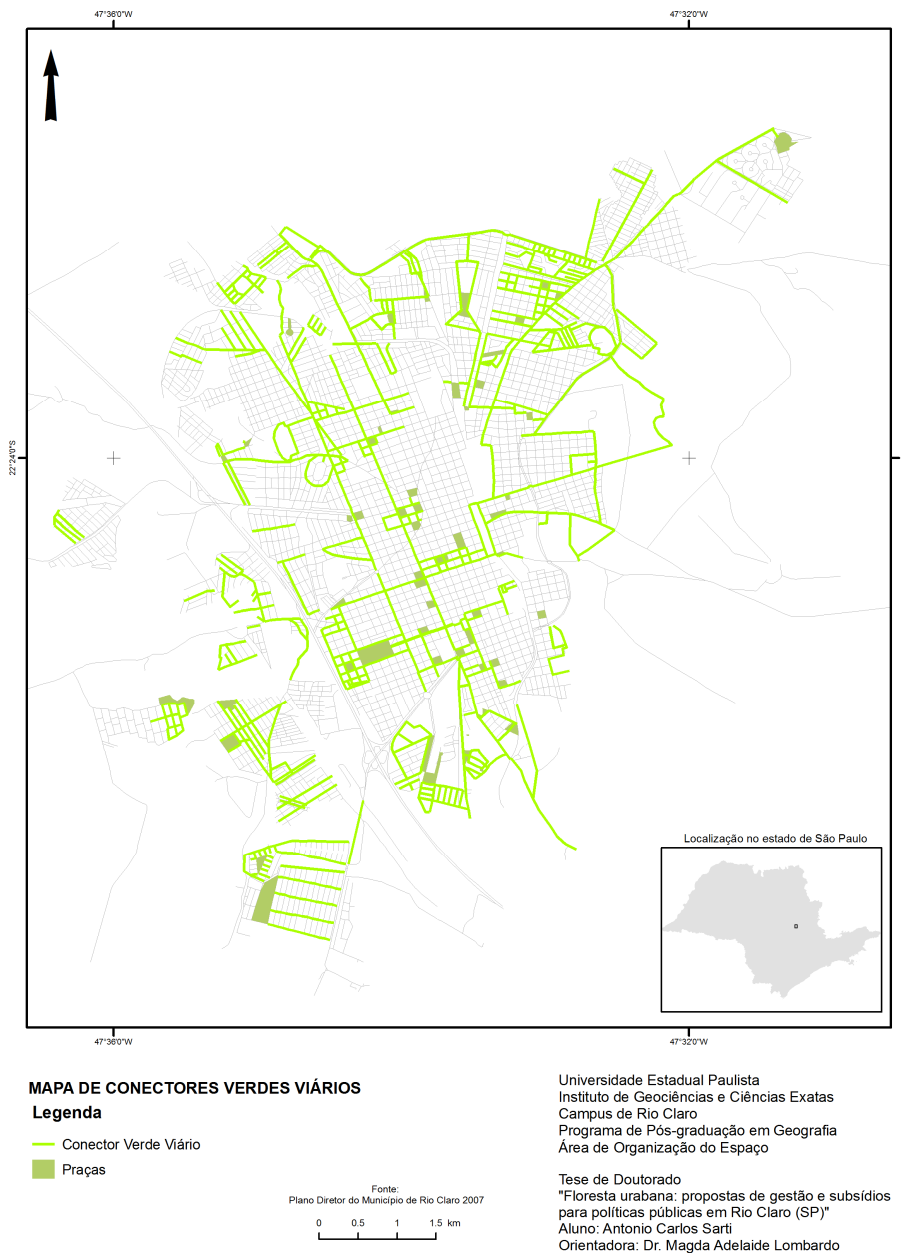 47°36'0"W
47°32'0"W
22°24'0"S
Localização no estado de São Paulo
47°36'0"W
47°32'0"W
MAPA DE CONECTORES VERDES VIÁRIOS
Legenda
Conector Verde Viário
Praças
Fonte:
Plano Diretor do Município de Rio Claro 2007
0 0.5 1 1.5 km
Universidade Estadual Paulista
Instituto de Geociências e Ciências Exatas
Campus de Rio Claro
Programa de Pós-graduação em Geografia
Área de Organização do Espaço
Tese de Doutorado
"Floresta urabana: propostas de gestão e subsídios
para políticas públicas em Rio Claro (SP)"
Aluno: Antonio Carlos Sarti
Orientadora: Dr. Magda Adelaide Lombardo